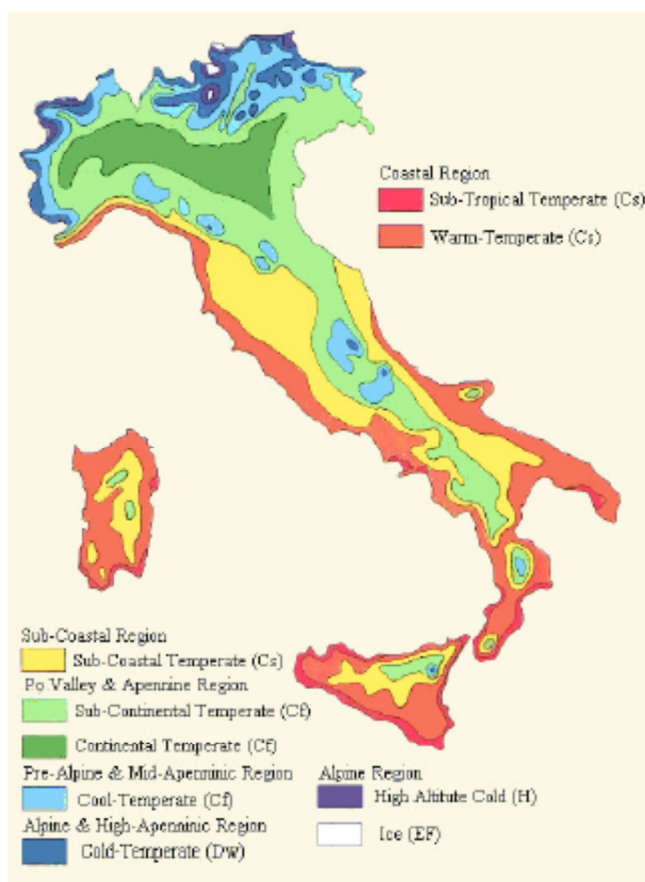 Coastal Region
Sub-Tropical Temperate (Cs)
Warm-Temperate (Cs)
Sub-Coastal Region
Sub-Coastal Temperate (Cs)
Po Valley & Apennine Region
Sub-Continental Temperate (Cf)
Continental Temperate (Cf)
Pre-Alpine & Mid-Apenninic Region
Cool-Temperate (Cf)
Alpine & High-Apenninic Region
Cold-Temperate (Dw)
Alpine Region
High Altitute Cold (H)
Ice (EF)